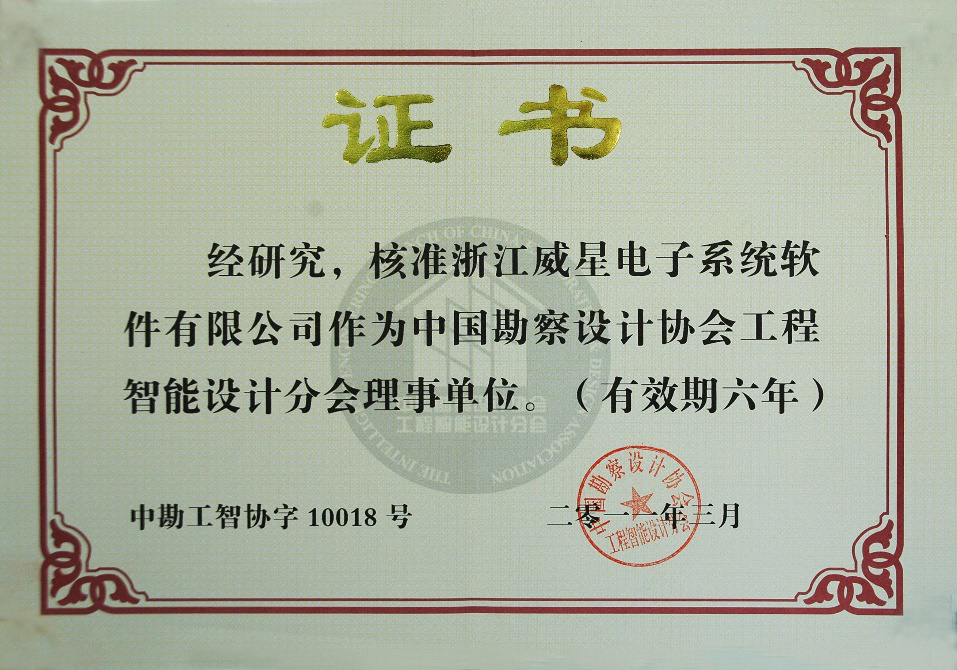 证书
经研究，核准浙江威星电子系统软
件有限公司作为中国勘察设计协会工程
智能设计分会理事单位。（有效期六年）
工程智能设计分会
中勘工智协字 10018 号
二零一一年三月
中国勘察设计协会
工程智能设计分会